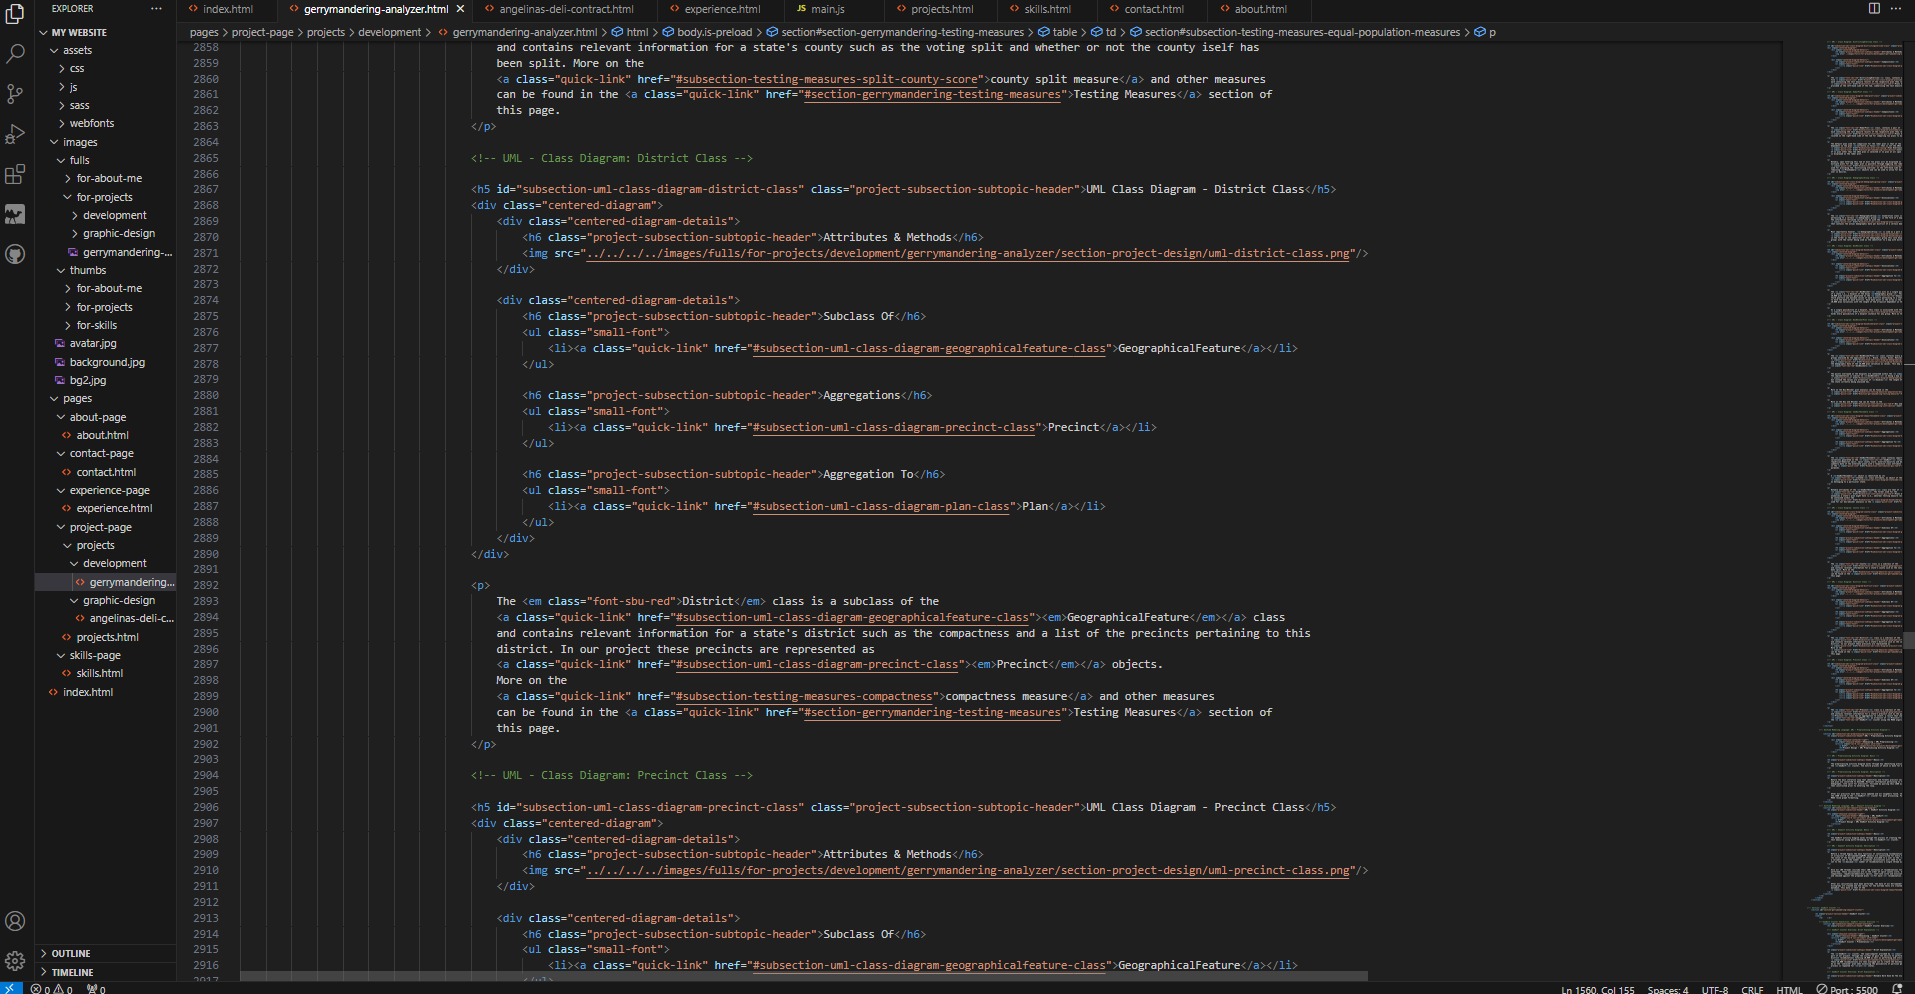 EXPLORER
MY WEBSITE
assets
css
js
sass
webfonts
images
fulls
for-about-me
for-projects
development
graphic-design
gerrymandering-...
thumbs
for-about-me
for-projects
for-skills
avatar.jpg
background.jpg
bg2.jpg
pages
about-page
about.html
contact-page
contact.html
experience-page
experience.html
project-page
projects
development
gerrymandering...
graphic-design
angelinas-deli-c...
projects.html
skills-page
skills.html
index.html
OUTLINE
TIMELINE
index.html gerrymandering-analyzer.html angelinas-deli-contract.html experience.html JS main.js projects.html skills.html contact.html about.html
pages > project-page > projects > development > gerrymandering-analyzer.html > html > body.is-preload > section#section-gerrymandering-testing-measures > table > td > section#subsection-testing-measures-equal-population-measures > p
2858 and contains relevant information for a state's county such as the voting split and whether or not the county iself has
2859 been split. More on the
2860 <a class="quick-link" href="#subsection-testing-measures-split-county-score">county split measure</a> and other measures
2861 can be found in the <a class="quick-link" href="#section-gerrymandering-testing-measures">Testing Measures</a> section of
2862 this page.
2863 </p>
2864
2865 <!-- UML - Class Diagram: District Class -->
2866
2867 <h5 id="subsection-uml-class-diagram-district-class" class="project-subsection-subtopic-header">UML Class Diagram - District Class</h5>
2868 <div class="centered-diagram">
2869 <div class="centered-diagram-details">
2870 <h6 class="project-subsection-subtopic-header">Attributes & Methods</h6>
2871 <img src="../../../../images/fulls/for-projects/development/gerrymandering-analyzer/section-project-design/uml-district-class.png"/>
2872 </div>
2873
2874 <div class="centered-diagram-details">
2875 <h6 class="project-subsection-subtopic-header">Subclass Of</h6>
2876 <ul class="small-font">
2877 <li><a class="quick-link" href="#subsection-uml-class-diagram-geographicalfeature-class">GeographicalFeature</a></li>
2878 </ul>
2879
2880 <h6 class="project-subsection-subtopic-header">Aggregations</h6>
2881 <ul class="small-font">
2882 <li><a class="quick-link" href="#subsection-uml-class-diagram-precinct-class">Precinct</a></li>
2883 </ul>
2884
2885 <h6 class="project-subsection-subtopic-header">Aggregation To</h6>
2886 <ul class="small-font">
2887 <li><a class="quick-link" href="#subsection-uml-class-diagram-plan-class">Plan</a></li>
2888 </ul>
2889 </div>
2890 </div>
2891
2892 <p>
2893 The <em class="font-sbu-red">District</em> class is a subclass of the
2894 <a class="quick-link" href="#subsection-uml-class-diagram-geographicalfeature-class"><em>GeographicalFeature</em></a> class
2895 and contains relevant information for a state's district such as the compactness and a list of the precincts pertaining to this
2896 district. In our project these precincts are represented as
2897 <a class="quick-link" href="#subsection-uml-class-diagram-precinct-class"><em>Precinct</em></a> objects.
2898 More on the
2899 <a class="quick-link" href="#subsection-testing-measures-compactness">compactness measure</a> and other measures
2900 can be found in the <a class="quick-link" href="#section-gerrymandering-testing-measures">Testing Measures</a> section of
2901 this page.
2902 </p>
2903
2904 <!-- UML - Class Diagram: Precinct Class -->
2905
2906 <h5 id="subsection-uml-class-diagram-precinct-class" class="project-subsection-subtopic-header">UML Class Diagram - Precinct Class</h5>
2907 <div class="centered-diagram">
2908 <div class="centered-diagram-details">
2909 <h6 class="project-subsection-subtopic-header">Attributes & Methods</h6>
2910 <img src="../../../../images/fulls/for-projects/development/gerrymandering-analyzer/section-project-design/uml-precinct-class.png"/>
2911 </div>
2912
2913 <div class="centered-diagram-details">
2914 <h6 class="project-subsection-subtopic-header">Subclass Of</h6>
2915 <ul class="small-font">
2916 <li><a class="quick-link" href="#subsection-uml-class-diagram-geographicalfeature-class">GeographicalFeature</a></li>
2917 </ul>
0 0 0 Ln 1560, Col 155 Spaces: 4 UTF-8 CRLF HTML Port : 5500